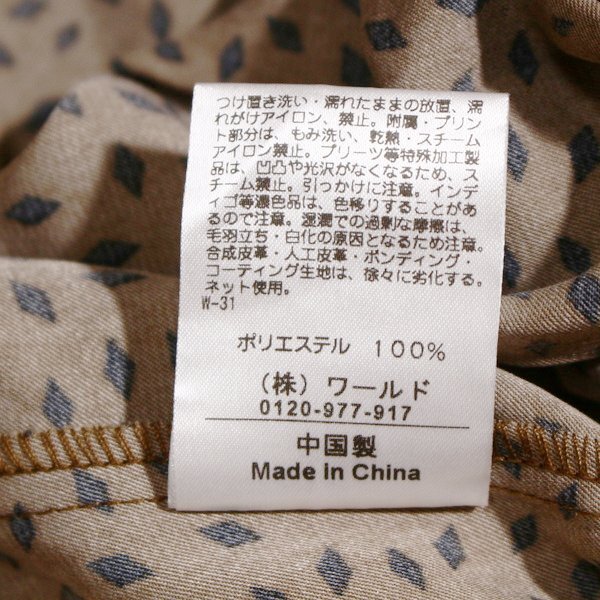 つけ置き洗い・濡れたままの放置、濡
れがけアイロン、禁止。附属・プリン
ト部分は、もみ洗い、乾熱・スチーム
アイロン禁止。プリーツ等特殊加工製
品は、凹凸や光沢がなくなるため、ス
チーム禁止。引っかけに注意。インディ
ゴ等濃色品は、色移りすることがあ
るので注意。湿潤での過剰な摩擦は、
毛羽立ち・白化の原因となるため注意。
合成皮革・人工皮革・ボンディング・
コーティング生地は、徐々に劣化する。
ネット使用。
W-31
ポリエステル 100%
（株）ワールド
0120-977-917
中国製
Made in China